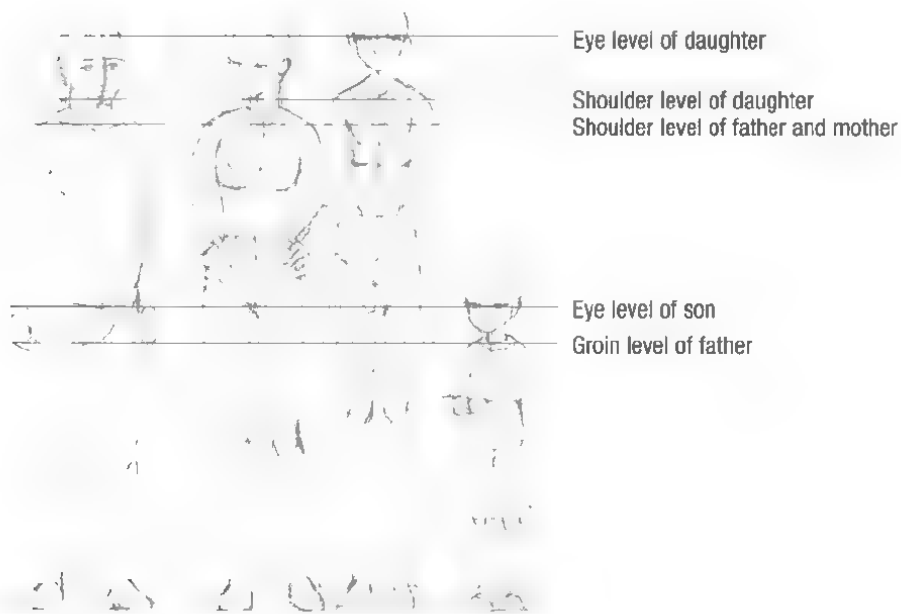 Eye level of daughter
Shoulder level of daughter
Shoulder level of father and mother
Eye level of son
Groin level of father